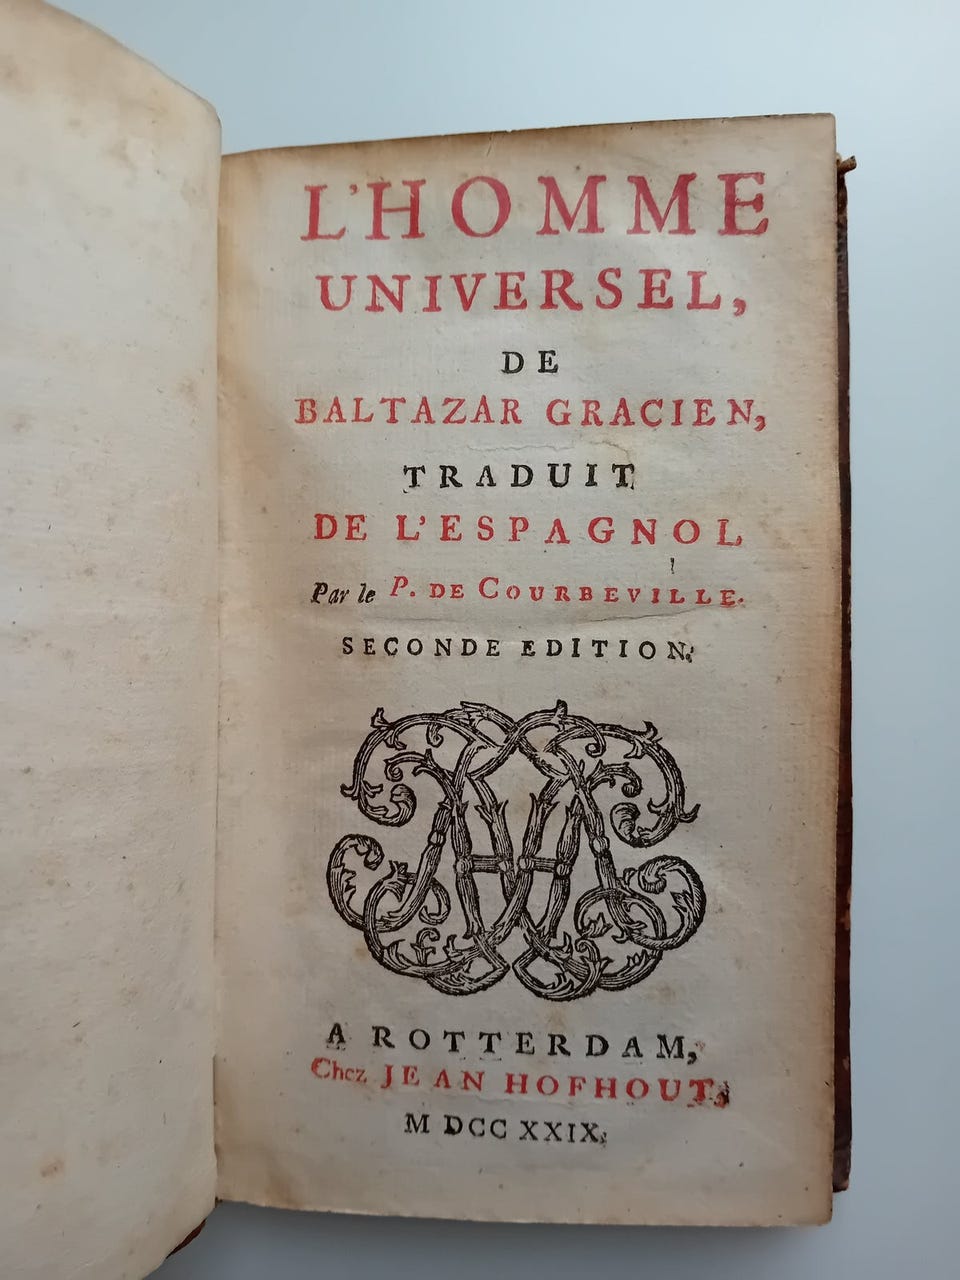 L'HOMME
UNIVERSEL,
DE
BALTAZAR GRACIEN,
TRADUIT
DE L'ESPAGNOL
Par le P. DE COURBEVILLE.
SECONDE EDITION.
A ROTTERDAM,
Chez JEAN HOFHOUT,
M DCC XXIX.